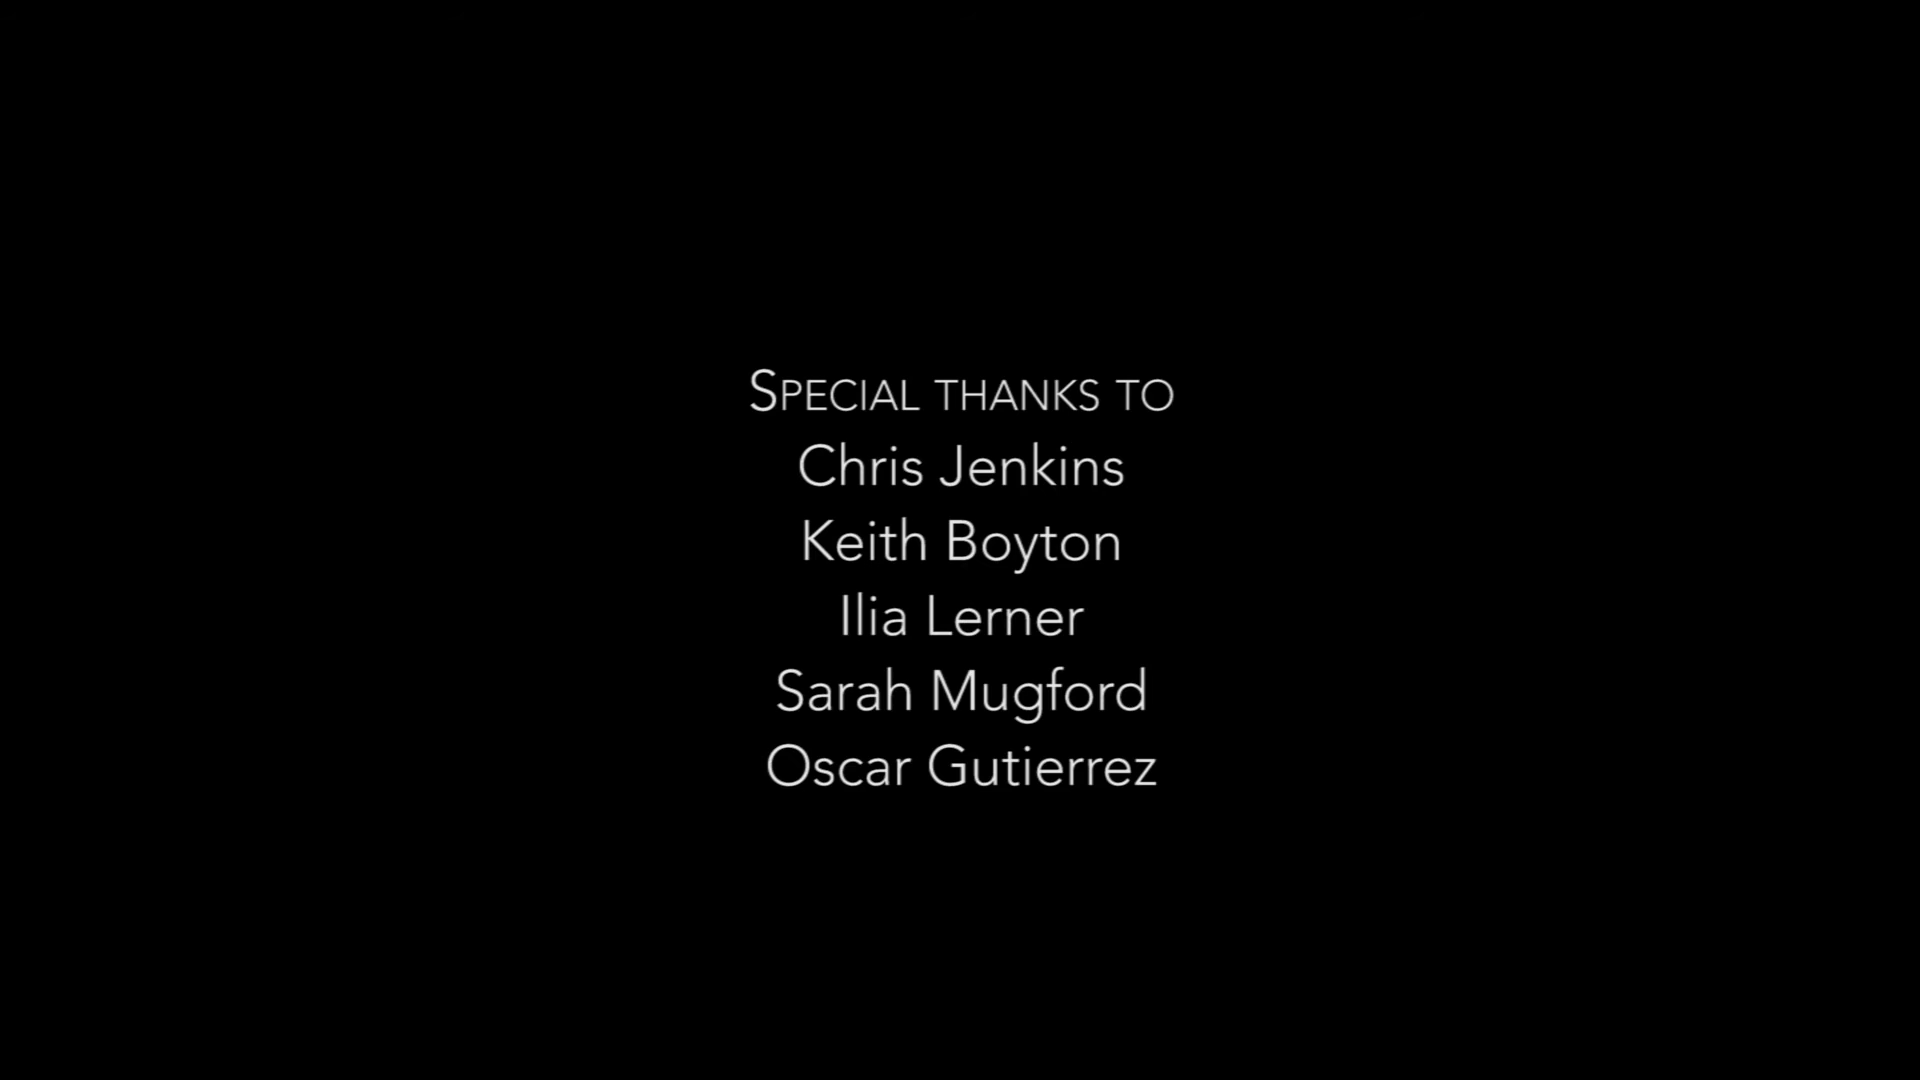 Special thanks to
Chris Jenkins
Keith Boyton
Ilia Lerner
Sarah Mugford
Oscar Gutierrez